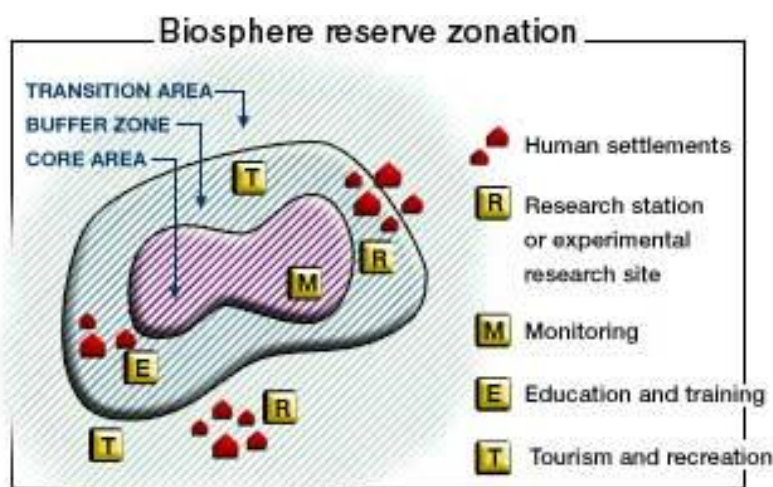 Biosphere reserve zonation
TRANSITION AREA
BUFFER ZONE
CORE AREA
T
R
M
E
R
T
Human settlements
R Research station
or experimental
research site
M Monitoring
E Education and training
T Tourism and recreation